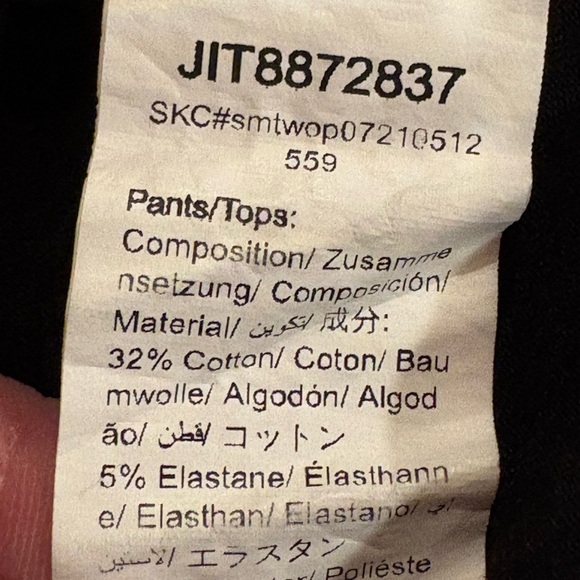 JIT8872837
SKC#smtwop07210512
559
Pants/Tops:
Composition/ Zusamme
nsetzung/ Composición/
Material/ تكوين/ 成分:
32% Cotton/ Coton/ Bau
mwolle/ Algodón/ Algod
ão/ قطن/ コットン
5% Elastane/ Élasthann
e/ Elasthan/ Elastano/
エラスタン
Poliéste